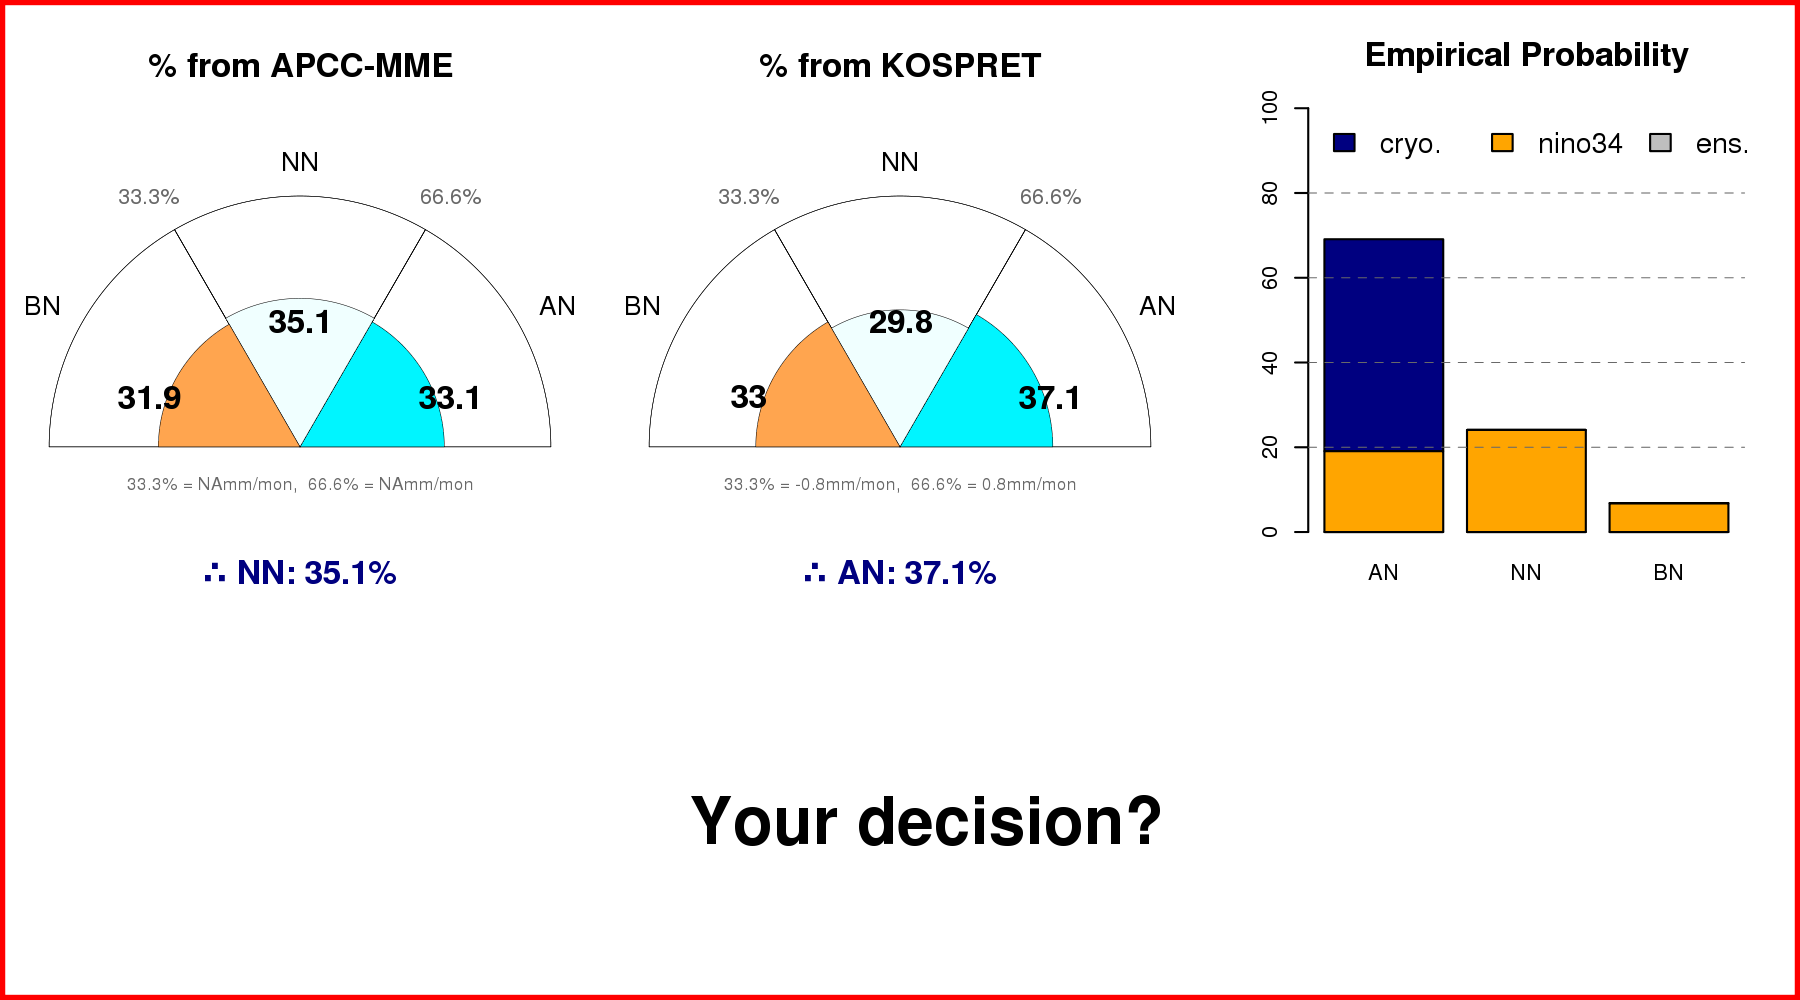 % from APCC-MME
NN
33.3%
66.6%
BN
AN
35.1
31.9
33.1
33.3% = NAmm/mon,  66.6% = NAmm/mon
∴ NN: 35.1%
% from KOSPRET
NN
33.3%
66.6%
BN
AN
29.8
33
37.1
33.3% = -0.8mm/mon,  66.6% = 0.8mm/mon
∴ AN: 37.1%
Empirical Probability
cryo.
nino34
ens.
100
80
60
40
20
0
AN
NN
BN
Your decision?